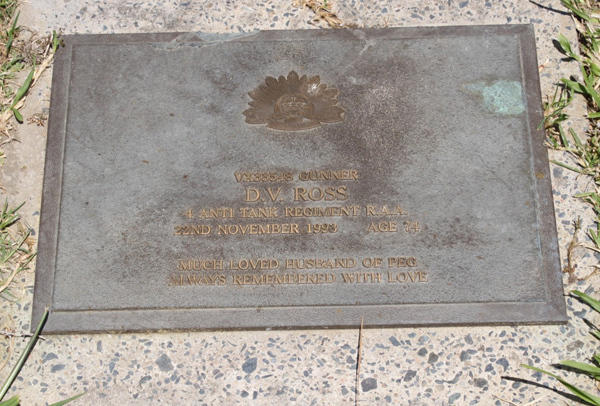 GUNNER
D.V. ROSS
4 ANTI TANK REGIMENT R.A.A.
22ND NOVEMBER 1993 AGE 74
MUCH LOVED HUSBAND OF PEG
ALWAYS REMEMBERED WITH LOVE